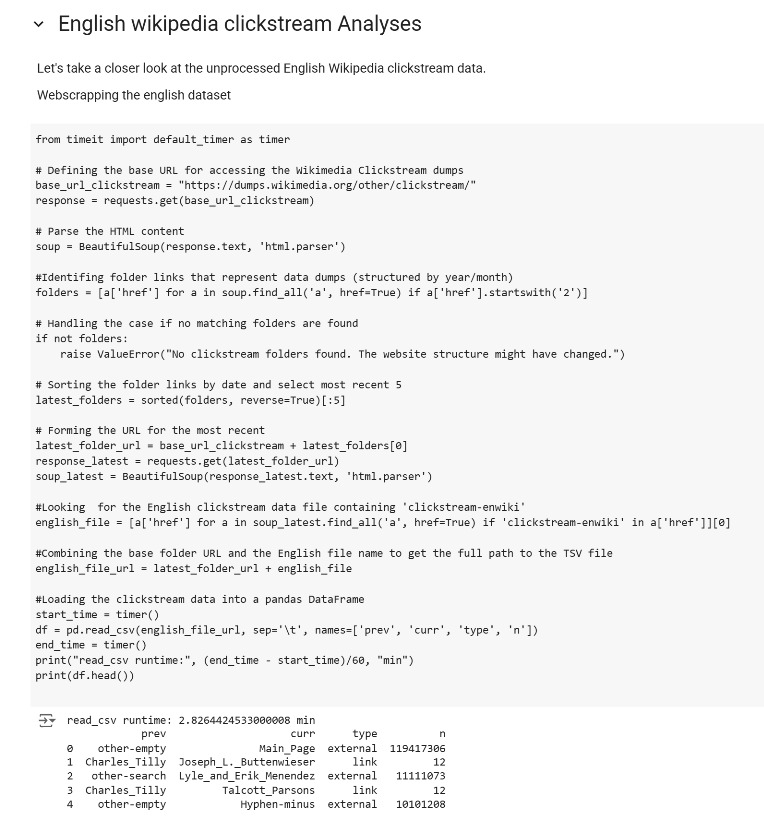 English wikipedia clickstream Analyses
Let's take a closer look at the unprocessed English Wikipedia clickstream data.
Webscrapping the english dataset
from timeit import default_timer as timer
# Defining the base URL for accessing the Wikimedia Clickstream dumps
base_url_clickstream = "https://dumps.wikimedia.org/other/clickstream/"
response = requests.get(base_url_clickstream)
# Parse the HTML content
soup = BeautifulSoup(response.text, 'html.parser')
#Identifing folder links that represent data dumps (structured by year/month)
folders = [a['href'] for a in soup.find_all('a', href=True) if a['href'].startswith('2')]
# Handling the case if no matching folders are found
if not folders:
    raise ValueError("No clickstream folders found. The website structure might have changed.")
# Sorting the folder links by date and select most recent 5
latest_folders = sorted(folders, reverse=True)[:5]
# Forming the URL for the most recent
latest_folder_url = base_url_clickstream + latest_folders[0]
response_latest = requests.get(latest_folder_url)
soup_latest = BeautifulSoup(response_latest.text, 'html.parser')
#Looking  for the English clickstream data file containing 'clickstream-enwiki'
english_file = [a['href'] for a in soup_latest.find_all('a', href=True) if 'clickstream-enwiki' in a['href']][0]
#Combining the base folder URL and the English file name to get the full path to the TSV file
english_file_url = latest_folder_url + english_file
#Loading the clickstream data into a pandas DataFrame
start_time = timer()
df = pd.read_csv(english_file_url, sep='\t', names=['prev', 'curr', 'type', 'n'])
end_time = timer()
print("read_csv runtime:", (end_time - start_time)/60, "min")
print(df.head())
read_csv runtime: 2.8264424533000008 min
            prev                    curr      type          n
0    other-empty               Main_Page  external  119417306
1  Charles_Tilly  Joseph_L._Buttenwieser      link         12
2   other-search  Lyle_and_Erik_Menendez  external   11111073
3  Charles_Tilly         Talcott_Parsons      link         12
4    other-empty            Hyphen-minus  external   10101208